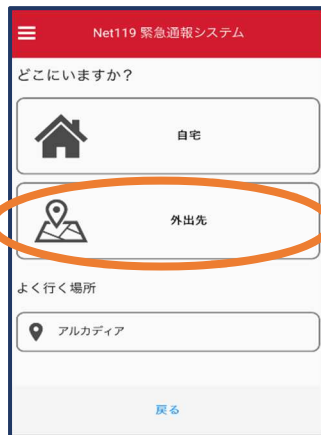 Net119 緊急通報システム
どこにいますか？
自宅
外出先
よく行く場所
アルカディア
戻る